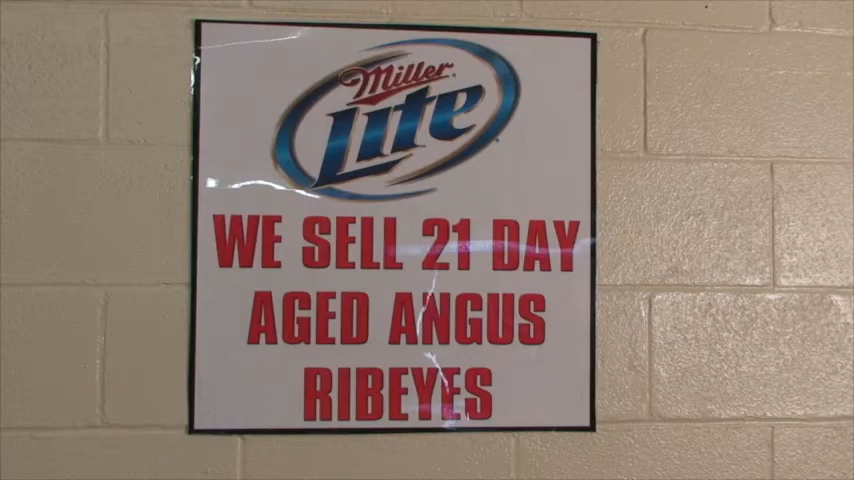 Miller
Lite
WE SELL 21 DAY
AGED ANGUS
RIBEYES